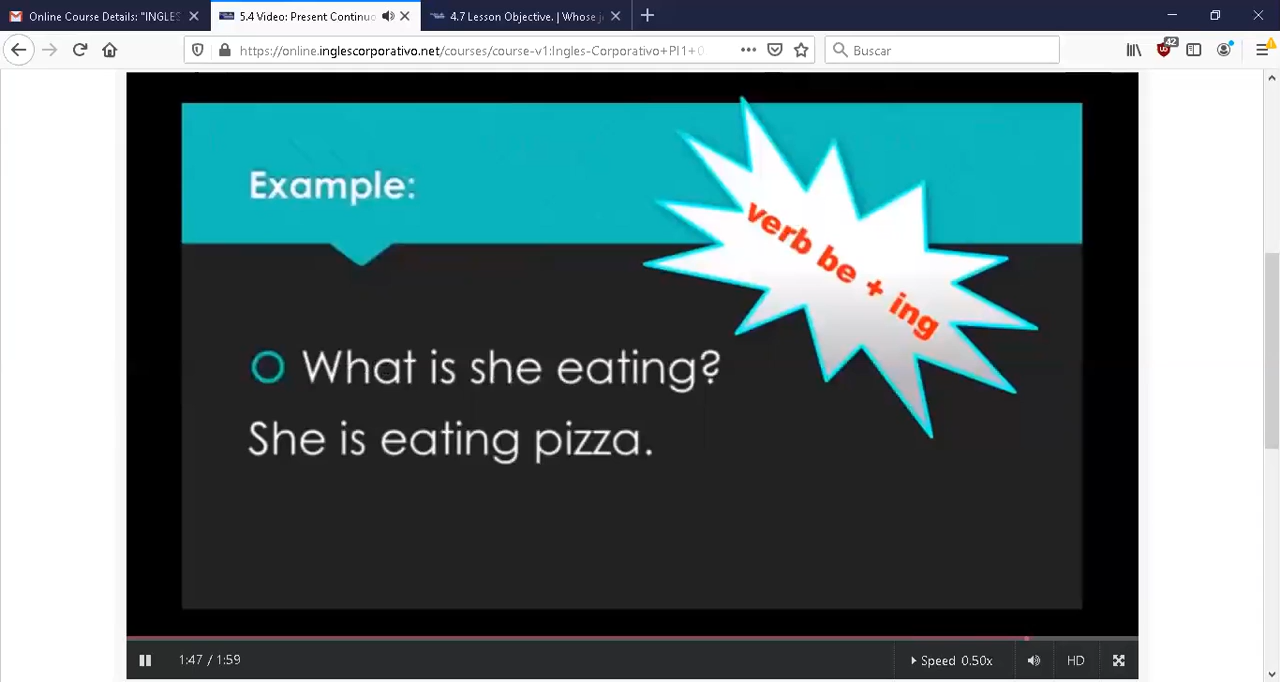 Online Course Details: "INGLES
5.4 Video: Present Continuo
4.7 Lesson Objective. | Whose j
https://online.inglescorporativo.net/courses/course-v1:Ingles-Corporativo+PI1+0
Buscar
42
Example:
verb be + ing
What is she eating?
She is eating pizza.
1:47 / 1:59
Speed 0.50x
HD